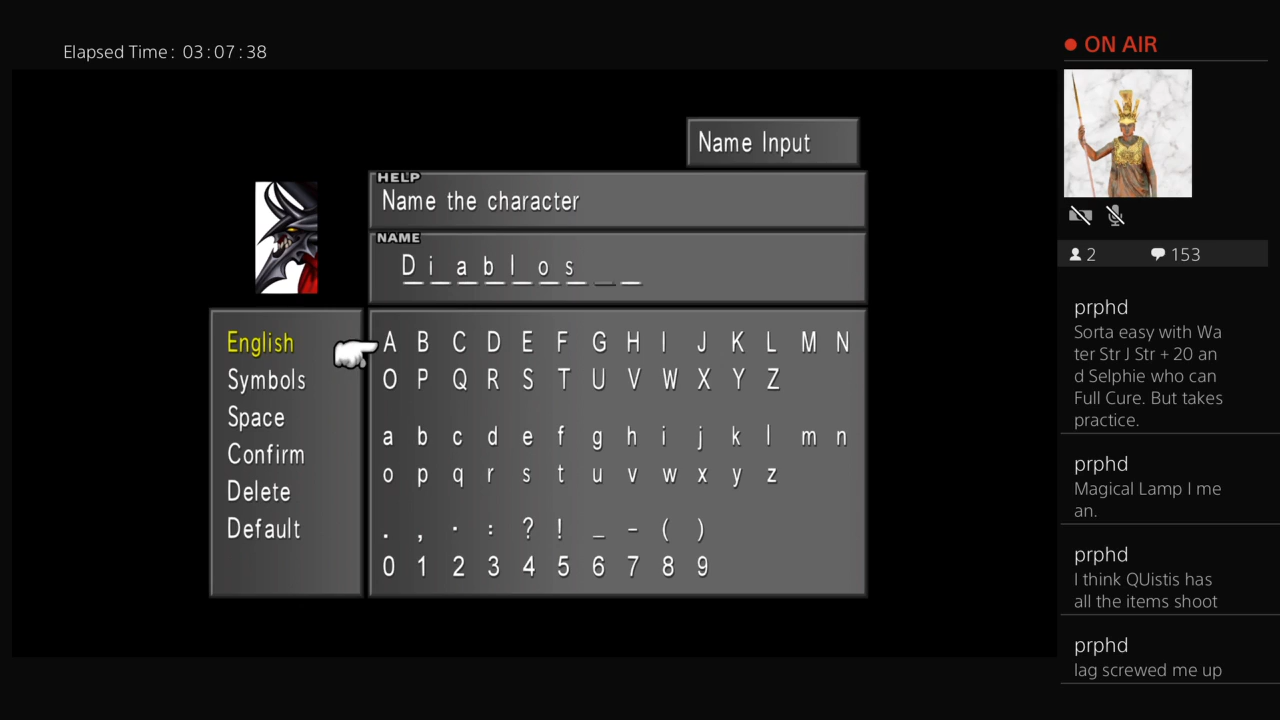 Elapsed Time: 03:07:38
ON AIR
Name Input
HELP
Name the character
NAME
Diablos_ _
English
Symbols
Space
Confirm
Delete
Default
A B C D E F G H I J K L M N
O P Q R S T U V W X Y Z
a b c d e f g h i j k l m n
o p q r s t u v w x y z
. , · : ? ! _ - ( )
0 1 2 3 4 5 6 7 8 9
2 153
prphd
Sorta easy with Wa
ter Str J Str + 20 an
d Selphie who can
Full Cure. But takes
practice.
prphd
Magical Lamp I me
an.
prphd
I think QUistis has
all the items shoot
prphd
lag screwed me up